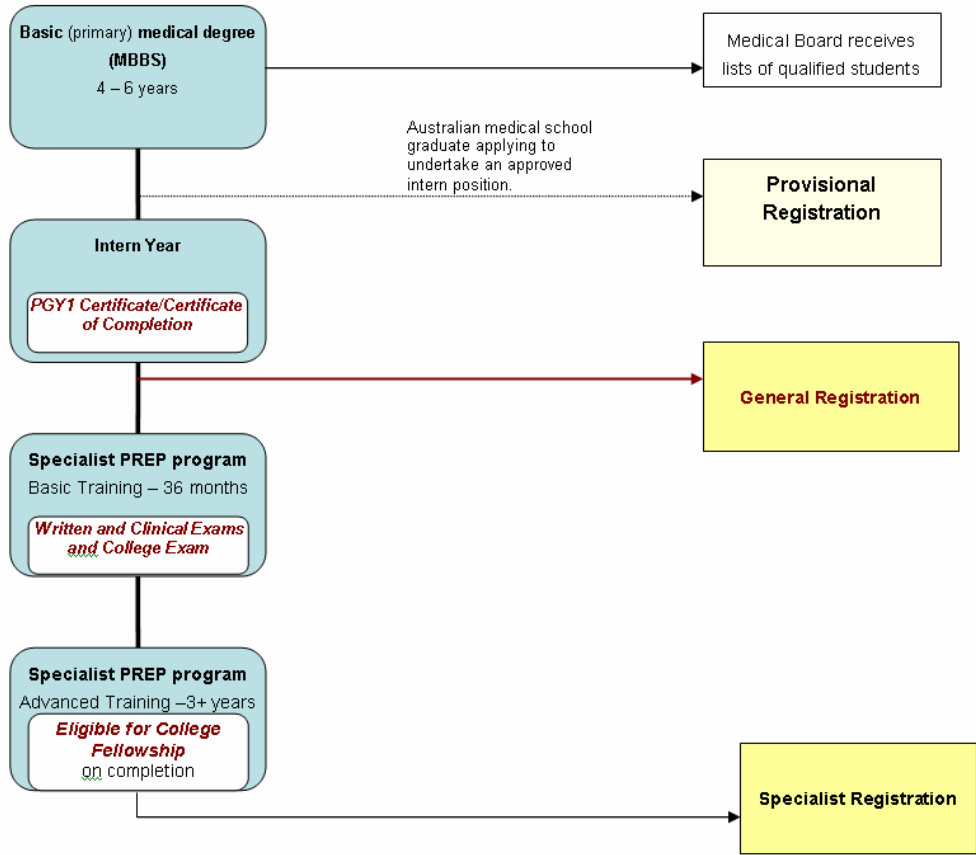 Basic (primary) medical degree
(MBBS)
4 – 6 years
Medical Board receives
lists of qualified students
Australian medical school
graduate applying to
undertake an approved
intern position.
Provisional
Registration
Intern Year
PGY1 Certificate/Certificate
of Completion
General Registration
Specialist PREP program
Basic Training – 36 months
Written and Clinical Exams
and College Exam
Specialist PREP program
Advanced Training –3+ years
Eligible for College
Fellowship
on completion
Specialist Registration